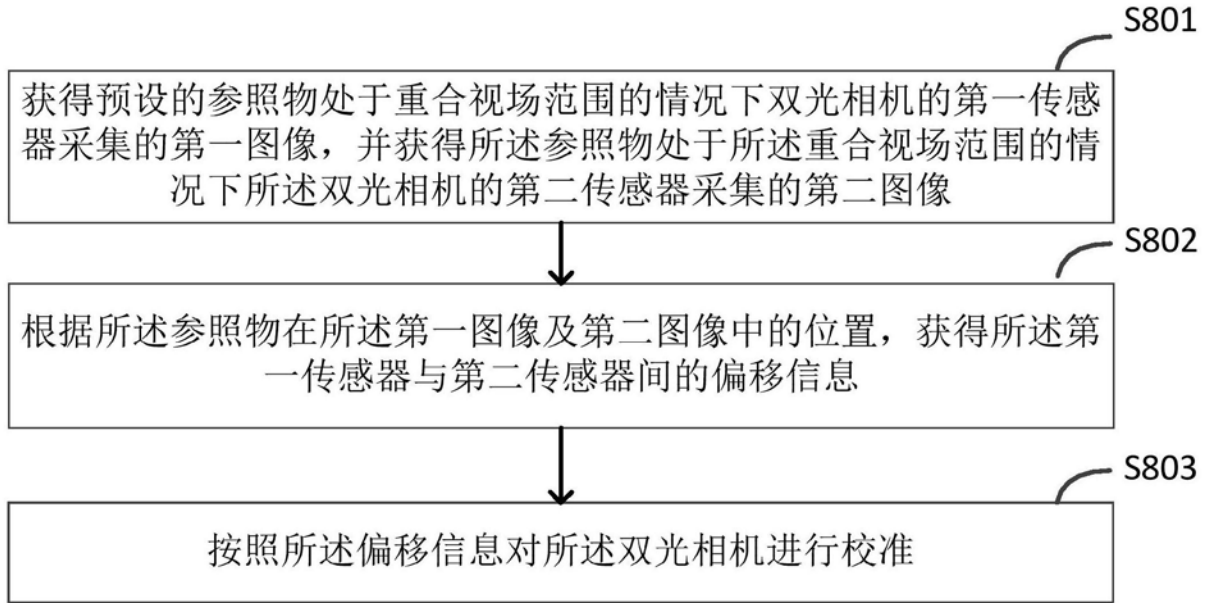 S801
获得预设的参照物处于重合视场范围的情况下双光相机的第一传感
器采集的第一图像，并获得所述参照物处于所述重合视场范围的情
况下所述双光相机的第二传感器采集的第二图像
S802
根据所述参照物在所述第一图像及第二图像中的位置，获得所述第
一传感器与第二传感器间的偏移信息
S803
按照所述偏移信息对所述双光相机进行校准